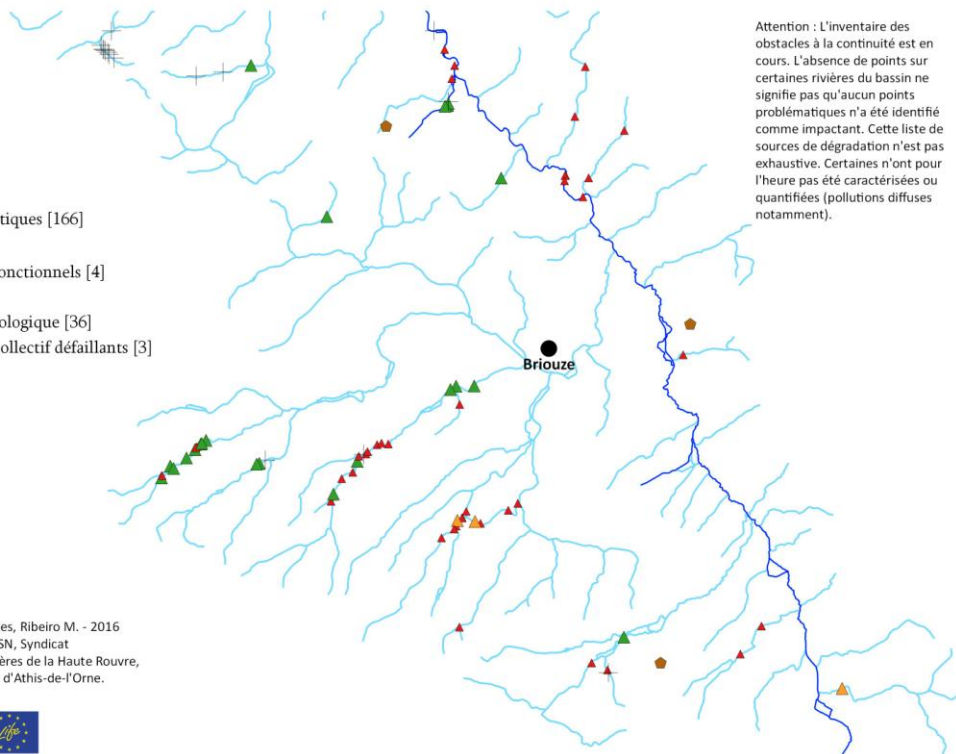 Attention : L'inventaire des
obstacles à la continuité est en
cours. L'absence de points sur
certaines rivières du bassin ne
signifie pas qu'aucun points
problématiques n'a été identifié
comme impactant. Cette liste de
sources de dégradation n'est pas
exhaustive. Certaines n'ont pour
l'heure pas été caractérisées ou
quantifiées (pollutions diffuses
notamment).
tiques [166]
onctionnels [4]
ologique [36]
ollectif défaillants [3]
Briouze
es, Ribeiro M. - 2016
SN, Syndicat
ères de la Haute Rouvre,
d'Athis-de-l'Orne.
Life